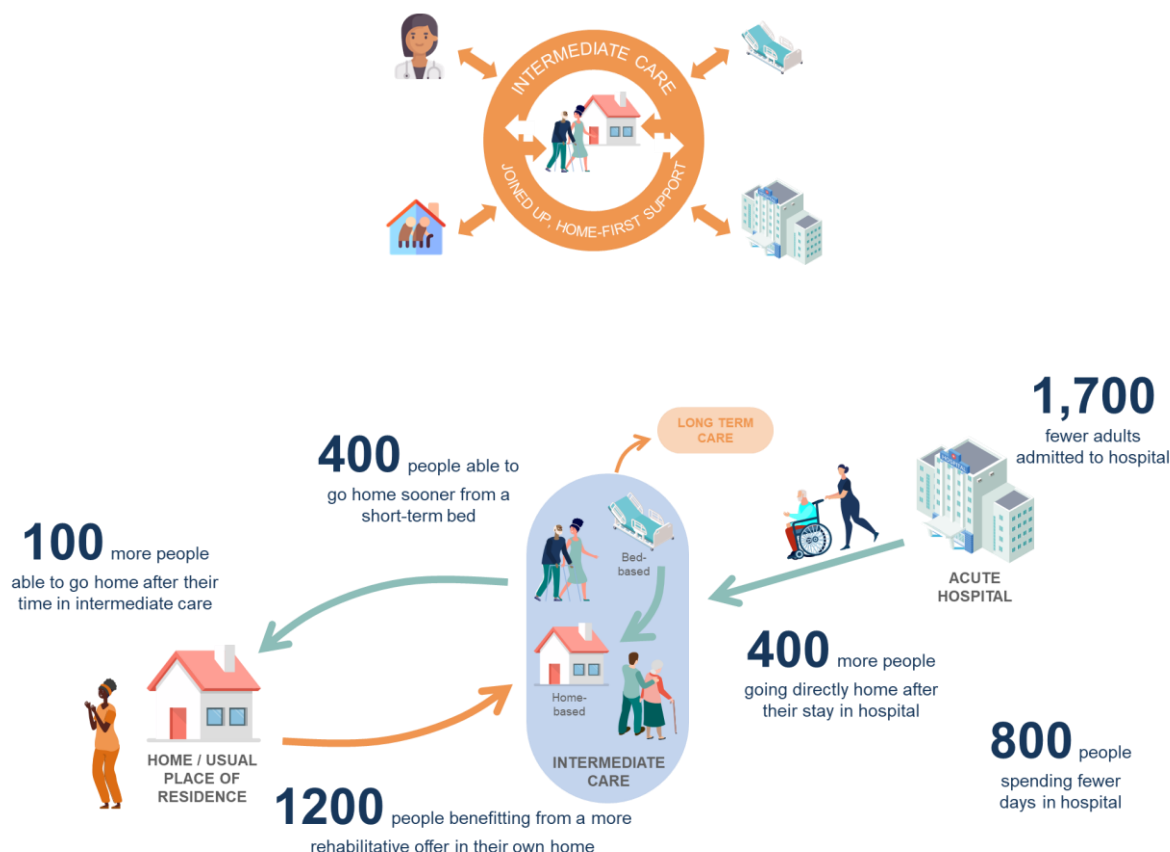 INTERMEDIATE CARE
JOINED UP, HOME-FIRST SUPPORT
1,700
fewer adults
admitted to hospital
LONG TERM
CARE
400 people able to
go home sooner from a
short-term bed
HOSPITAL
100 more people
able to go home after their
time in intermediate care
Bed-
based
ACUTE
HOSPITAL
400 more people
going directly home after
their stay in hospital
Home-
based
800 people
spending fewer
days in hospital
HOME / USUAL
PLACE OF
RESIDENCE
INTERMEDIATE
CARE
1200 people benefitting from a more
rehabilitative offer in their own home